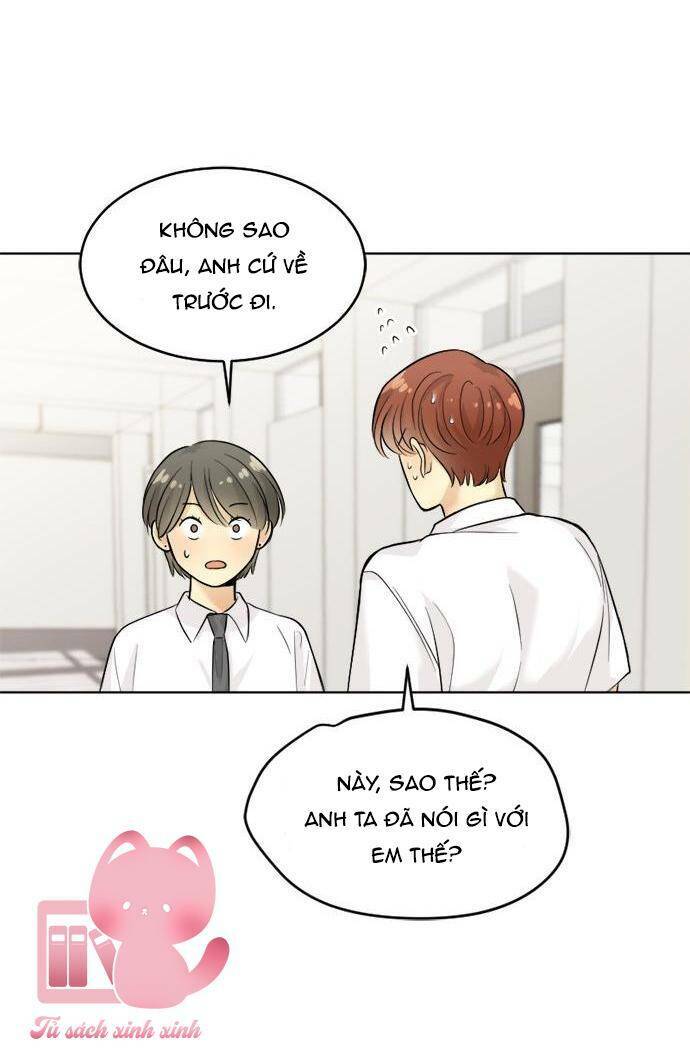 KHÔNG SAO
ĐÂU, ANH CỨ VỀ
TRƯỚC ĐI.
NÀY, SAO THẾ?
ANH TA ĐÃ NÓI GÌ VỚI
EM THẾ?
Tủ sách xinh xinh